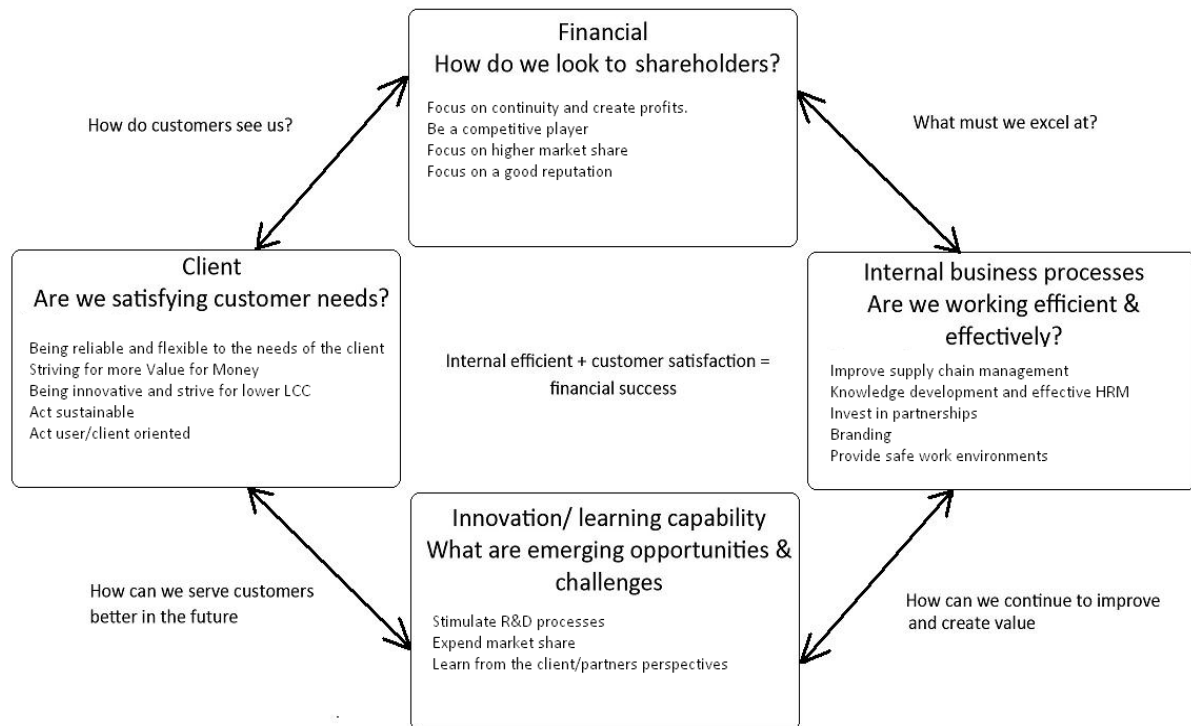 Financial
How do we look to shareholders?
Focus on continuity and create profits.
Be a competitive player
Focus on higher market share
Focus on a good reputation
How do customers see us?
What must we excel at?
Client
Are we satisfying customer needs?
Being reliable and flexible to the needs of the client
Striving for more Value for Money
Being innovative and strive for lower LCC
Act sustainable
Act user/client oriented
Internal efficient + customer satisfaction =
financial success
Internal business processes
Are we working efficient &
effectively?
Improve supply chain management
Knowledge development and effective HRM
Invest in partnerships
Branding
Provide safe work environments
Innovation/ learning capability
What are emerging opportunities &
challenges
Stimulate R&D processes
Expend market share
Learn from the client/partners perspectives
How can we serve customers
better in the future
How can we continue to improve
and create value